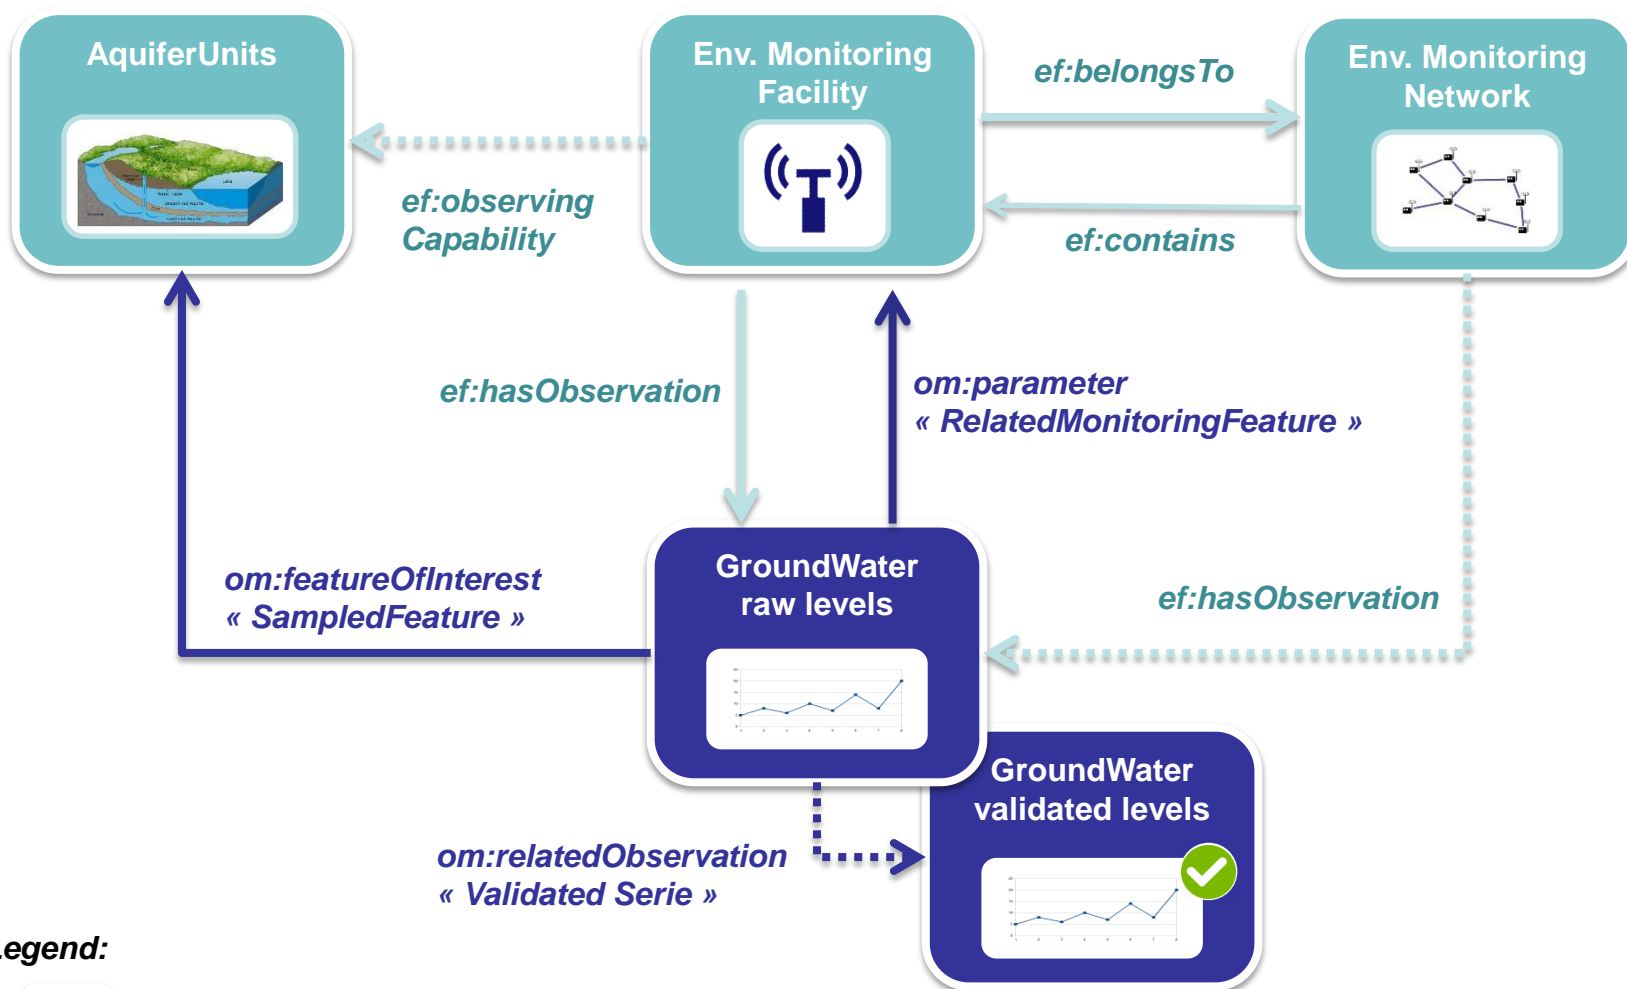 AquiferUnits
Env. Monitoring
Facility
ef:belongsTo
Env. Monitoring
Network
ef:observing
Capability
ef:contains
ef:hasObservation
om:parameter
« RelatedMonitoringFeature »
om:featureOfInterest
« SampledFeature »
GroundWater
raw levels
ef:hasObservation
GroundWater
validated levels
om:relatedObservation
« Validated Serie »
Legend: